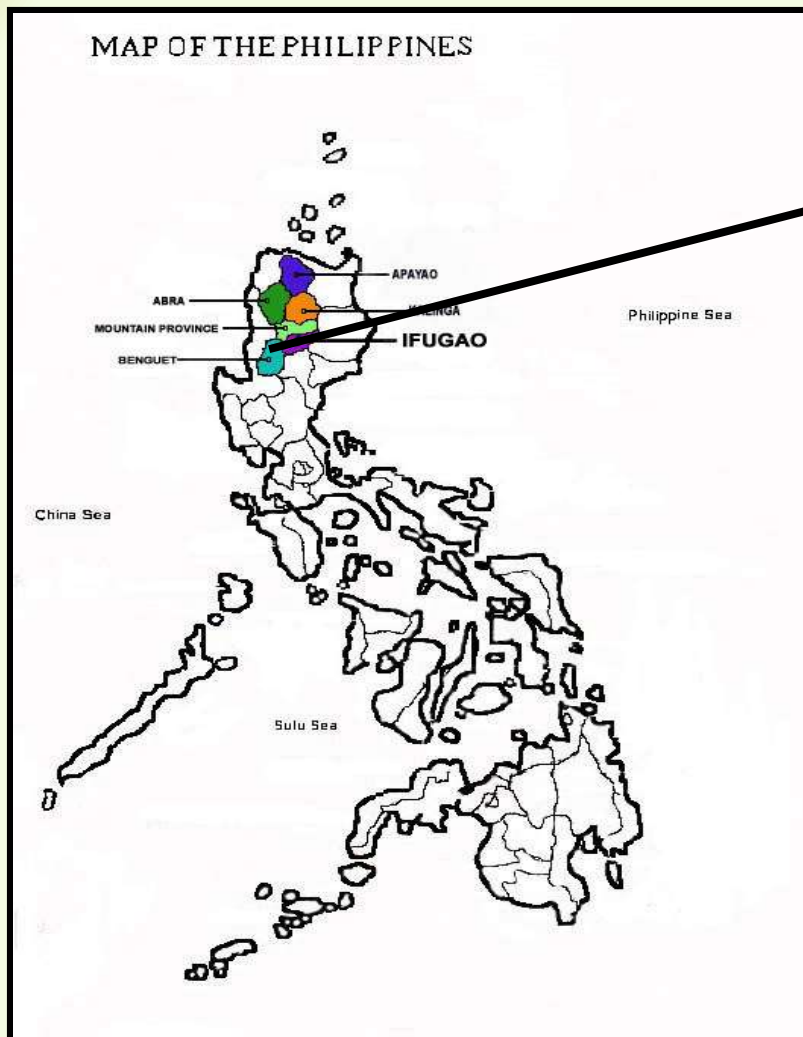 MAP OF THE PHILIPPINES
APAYAO
ABRA
Philippine Sea
MOUNTAIN PROVINCE
IFUGAO
BENGUET
China Sea
Sulu Sea